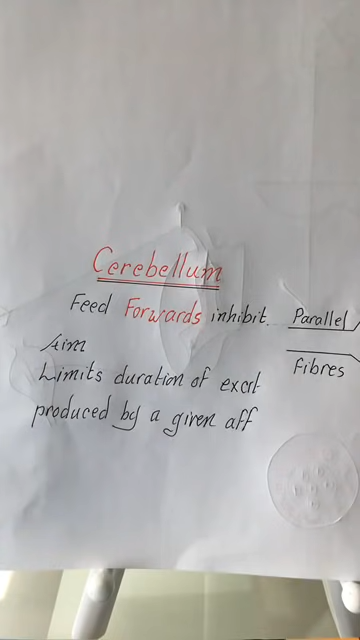 Cerebellum
Feed Forwards inhibit. Parallel
Aim
Fibres
Limits duration of excit
produced by a given aff